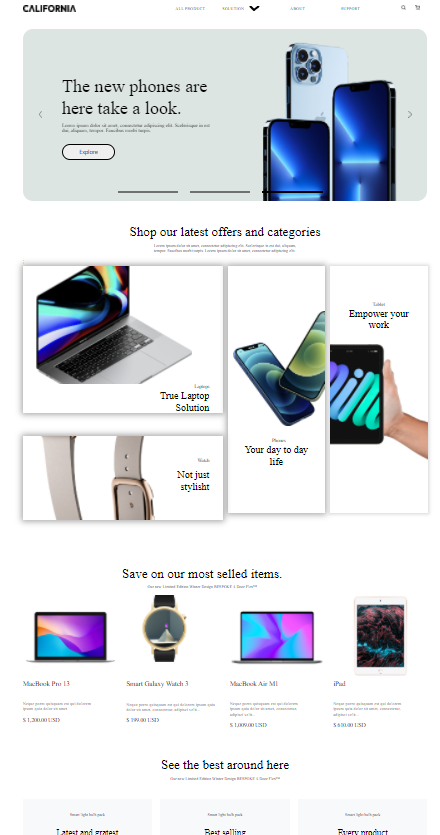 CALIFORNIA
ALL PRODUCT SOLUTION ABOUT SUPPORT
The new phones are
here take a look.
Lorem ipsum dolor sit amet, consectetur adipiscing elit. Scelerisque in est
dui, aliquam, tempor. Faucibus morbi turpis.
Explore
Shop our latest offers and categories
Lorem ipsum dolor sit amet, consectetur adipiscing elit. Scelerisque in est dui, aliquam,
tempor. Faucibus morbi turpis. Lorem ipsum dolor sit amet, consectetur adipiscing elit.
Laptops
True Laptop
Solution
Watch
Not just
stylisht
Phones
Your day to day
life
Tablet
Empower your
work
Save on our most selled items.
Our new Limited Edition Winter Design BESPOKE 4-Door Flex™
MacBook Pro 13
Neque porro quisquam est qui dolorem
ipsum quia dolor sit amet
$ 1,200.00 USD
Smart Galaxy Watch 3
Neque porro quisquam est qui dolorem ipsum quia
dolor sit amet, consectetur, adipisci velit...
$ 199.00 USD
MacBook Air M1
Neque porro quisquam est qui dolorem
ipsum quia dolor sit amet, consectetur,
adipisci velit...
$ 1,009.00 USD
iPad
Neque porro quisquam est qui dolorem
ipsum quia dolor sit amet, consectetur,
adipisci velit...
$ 610.00 USD
See the best around here
Our new Limited Edition Winter Design BESPOKE 4-Door Flex™
Smart light bulb pack
Latest and gratest
Smart light bulb pack
Best selling
Smart light bulb pack
Every product